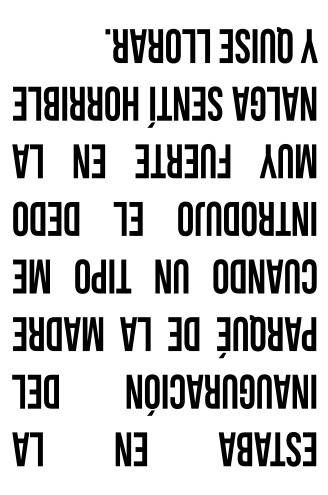 ESTABA EN LA
INAUGURACIÓN DEL
PARQUÉ DE LA MADRE
CUANDO UN TIPO ME
INTRODUJO EL DEDO
MUY FUERTE EN LA
NALGA SENTÍ HORRIBLE
Y QUISE LLORAR.